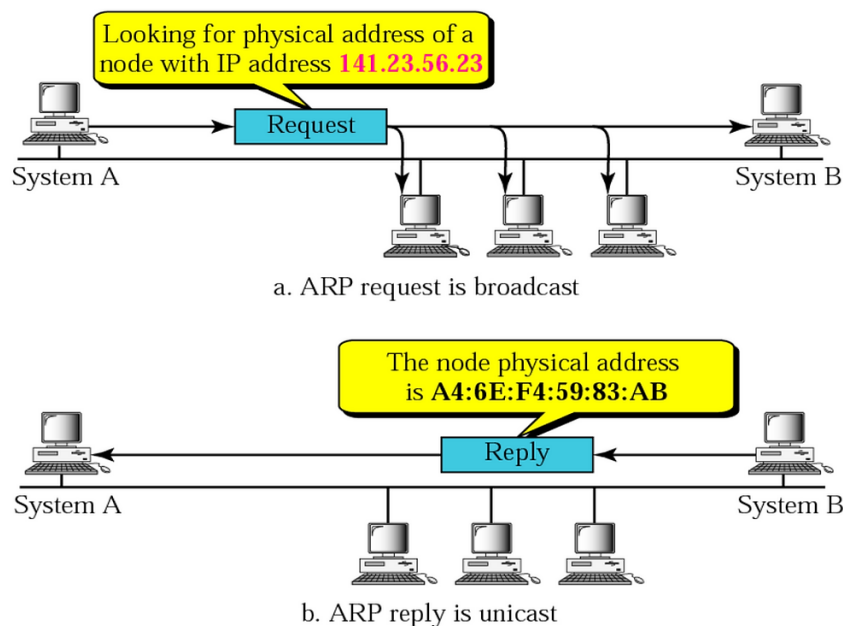 Looking for physical address of a
node with IP address 141.23.56.23
Request
System A
System B
a. ARP request is broadcast
The node physical address
is A4:6E:F4:59:83:AB
Reply
System A
System B
b. ARP reply is unicast